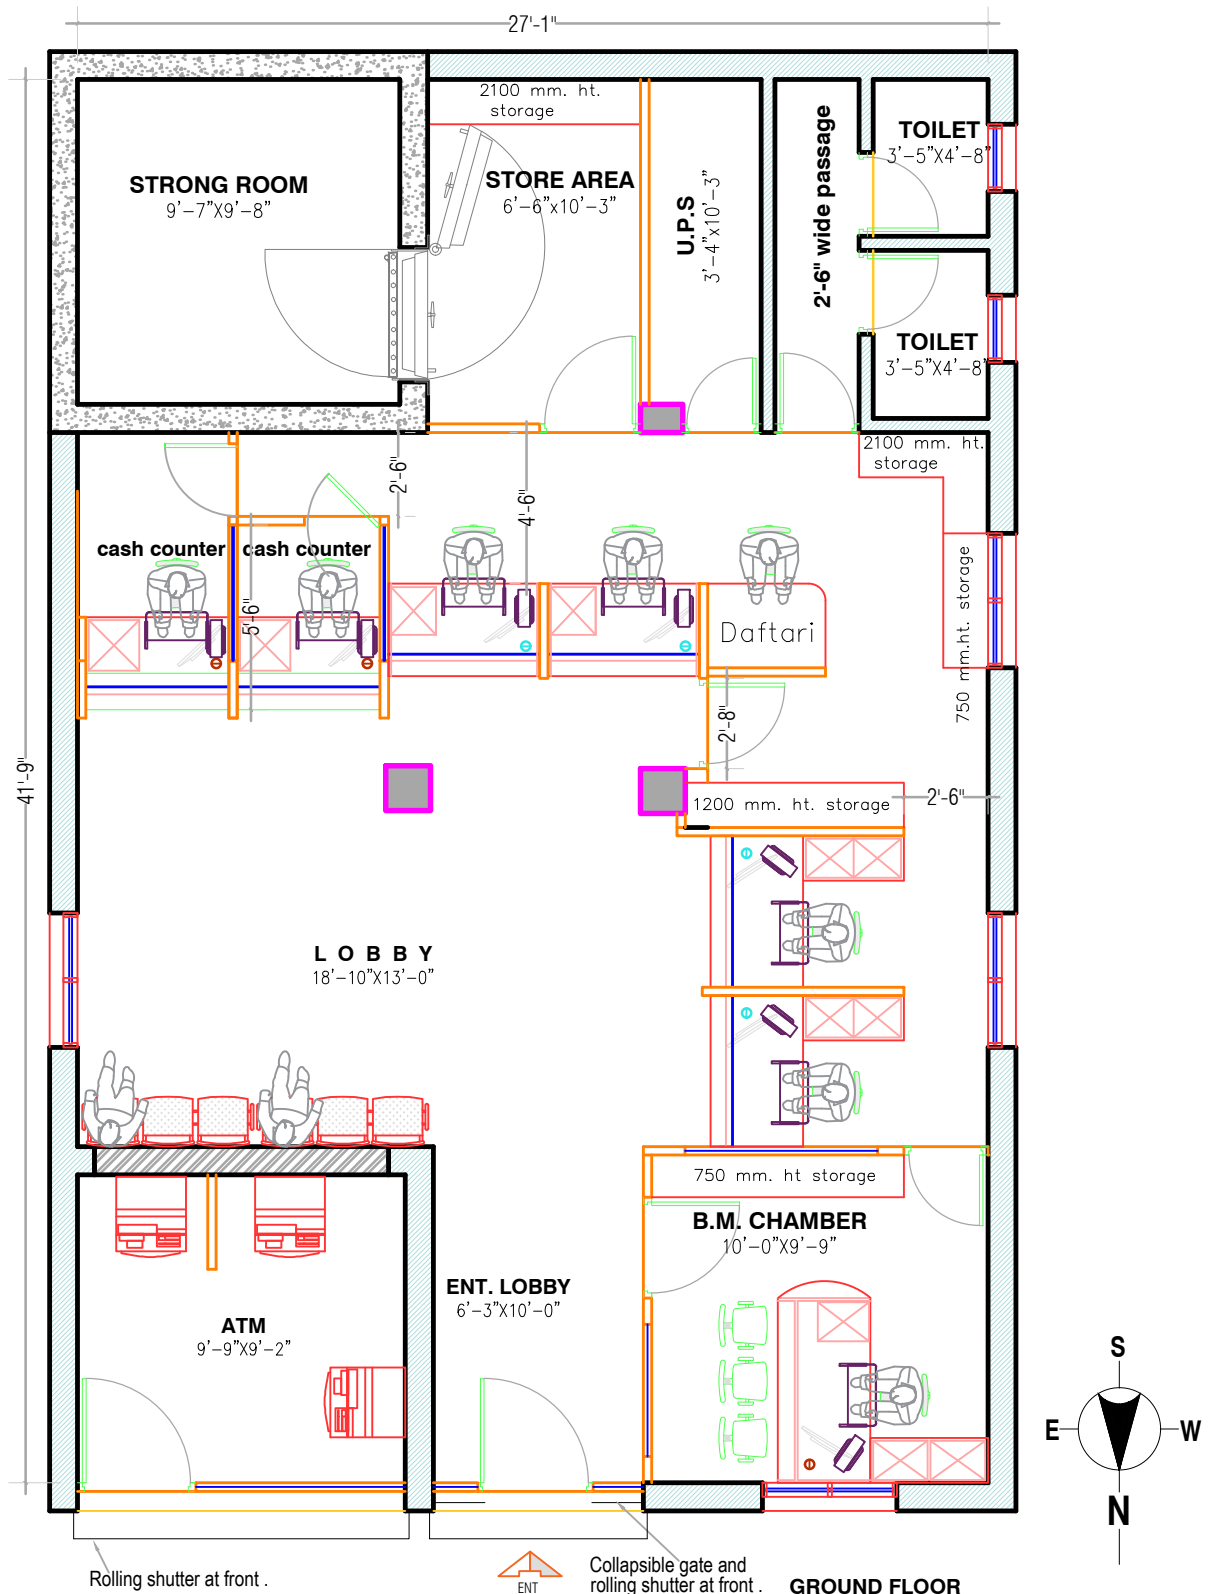 27'-1"
2100 mm. ht.
storage
STRONG ROOM
9'-7"X9'-8"
STORE AREA
6'-6"x10'-3"
U.P.S
3'-4"x10'-3"
2'-6" wide passage
TOILET
3'-5"X4'-8"
TOILET
3'-5"X4'-8"
2100 mm. ht.
storage
2'-6"
4'-6"
cash counter
cash counter
5'-6"
Daftari
750 mm.ht. storage
2'-8"
41'-9"
1200 mm. ht. storage
2'-6"
L O B B Y
18'-10"X13'-0"
750 mm. ht storage
B.M. CHAMBER
10'-0"X9'-9"
ENT. LOBBY
6'-3"X10'-0"
ATM
9'-9"X9'-2"
S
E
W
N
Rolling shutter at front .
ENT
Collapsible gate and
rolling shutter at front .
GROUND FLOOR